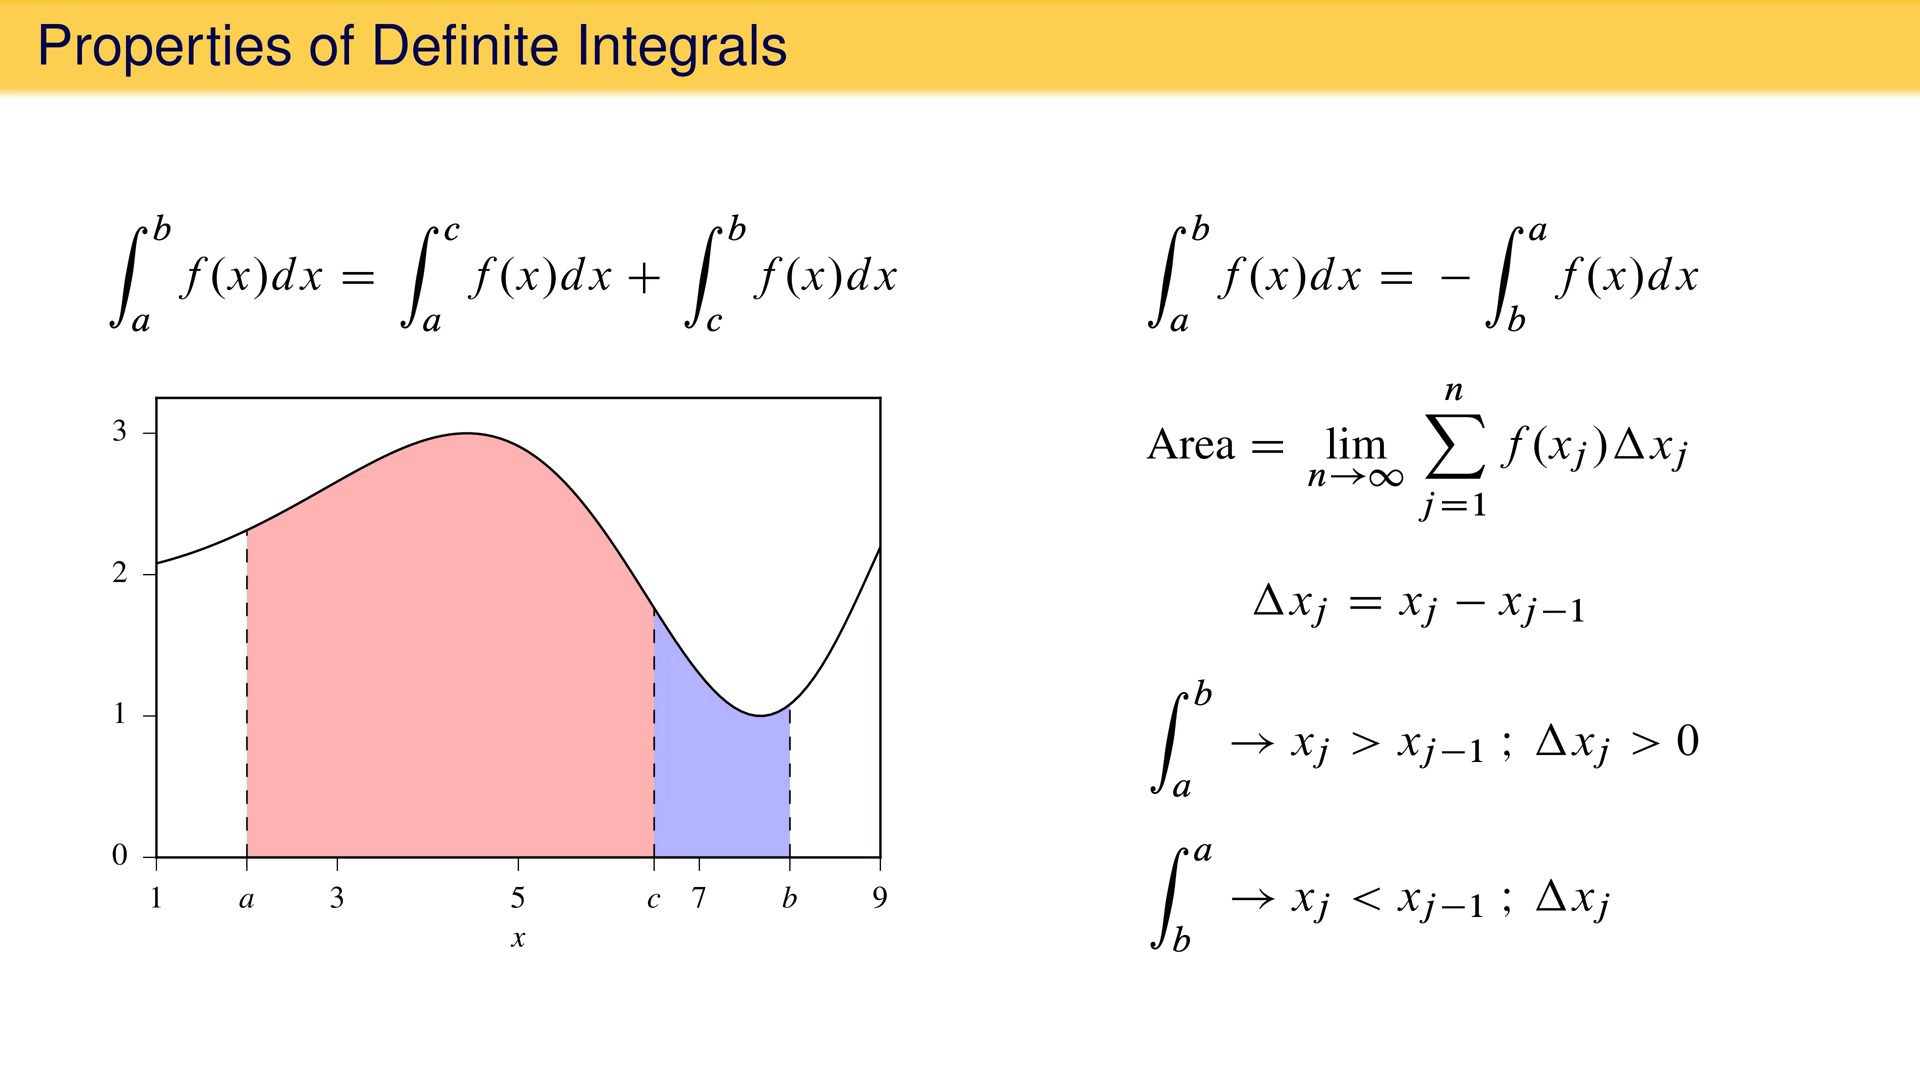 Properties of Definite Integrals
∫_a^b f(x)dx = ∫_a^c f(x)dx + ∫_c^b f(x)dx
3
2
1
0
1 a 3 5 c 7 b 9
x
∫_a^b f(x)dx = − ∫_b^a f(x)dx
Area = lim_{n→∞} ∑_{j=1}^n f(x_j)Δx_j
Δx_j = x_j − x_{j−1}
∫_a^b → x_j > x_{j−1} ; Δx_j > 0
∫_b^a → x_j < x_{j−1} ; Δx_j